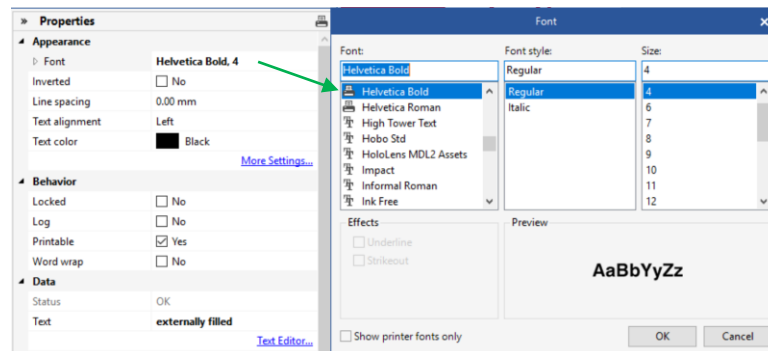 » Properties
Appearance
Font Helvetica Bold, 4
Inverted No
Line spacing 0.00 mm
Text alignment Left
Text color Black
More Settings...
Behavior
Locked No
Log No
Printable Yes
Word wrap No
Data
Status OK
Text externally filled
Text Editor...
Font
Font: Font style: Size:
Helvetica Bold Regular 4
Helvetica Bold Regular 4
Helvetica Roman Italic 6
High Tower Text 7
Hobo Std 8
HoloLens MDL2 Assets 9
Impact 10
Informal Roman 11
Ink Free 12
Effects Preview
Underline
Strikeout
AaBbYyZz
Show printer fonts only OK Cancel